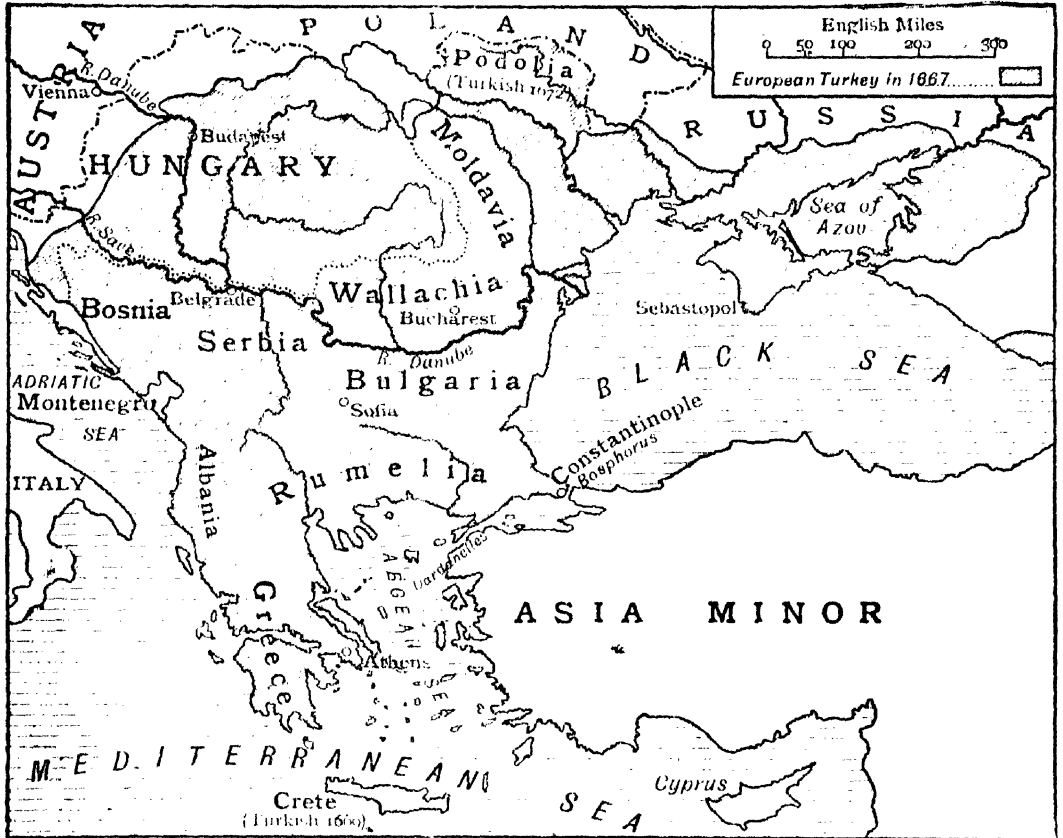 English Miles
0 50 100 200 300
European Turkey in 1667
POLAND
AUSTRIA
R. Danube
Vienna
Podolia
(Turkish 1672)
RUSSIA
Budapest
HUNGARY
Moldavia
Sea of
Azov
R. Save
Belgrade
Bosnia
Wallachia
Bucharest
Sebastopol
Serbia
R. Danube
BLACK SEA
Bulgaria
ADRIATIC
Montenegro
SEA
Sofia
Constantinople
Bosphorus
Albania
Rumelia
ITALY
Dardanelles
AEGEAN SEA
Greece
ASIA MINOR
Athens
MEDITERRANEAN SEA
Cyprus
Crete
(Turkish 1669)